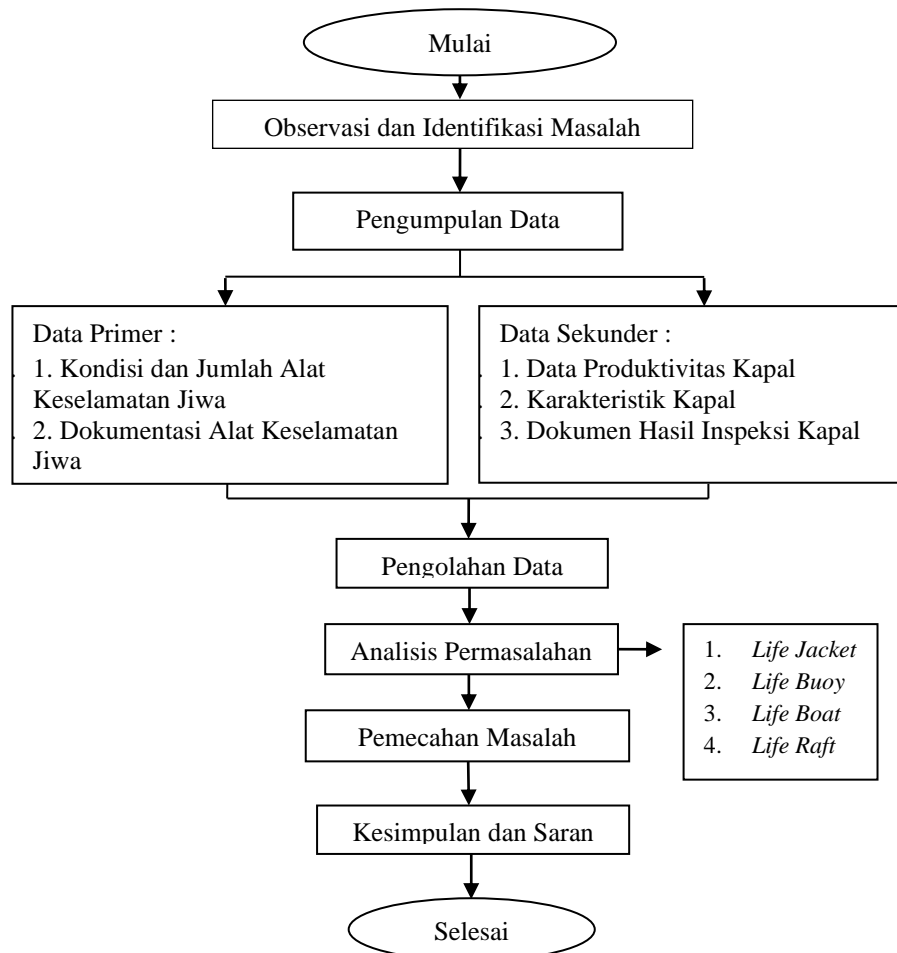 Mulai
Observasi dan Identifikasi Masalah
Pengumpulan Data
Data Primer :
1. Kondisi dan Jumlah Alat
Keselamatan Jiwa
2. Dokumentasi Alat Keselamatan
Jiwa
Data Sekunder :
1. Data Produktivitas Kapal
2. Karakteristik Kapal
3. Dokumen Hasil Inspeksi Kapal
Pengolahan Data
Analisis Permasalahan
1. Life Jacket
2. Life Buoy
3. Life Boat
4. Life Raft
Pemecahan Masalah
Kesimpulan dan Saran
Selesai